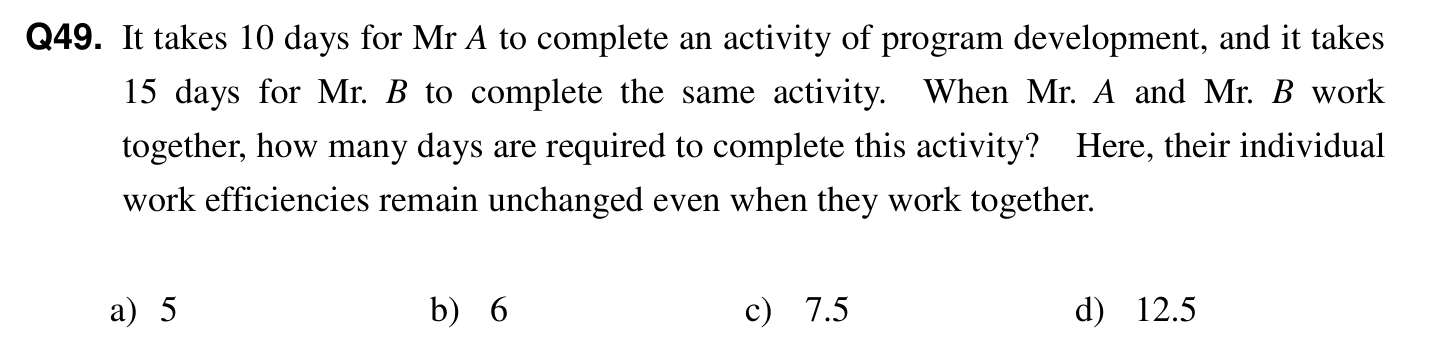 Q49. It takes 10 days for Mr A to complete an activity of program development, and it takes
15 days for Mr. B to complete the same activity. When Mr. A and Mr. B work
together, how many days are required to complete this activity? Here, their individual
work efficiencies remain unchanged even when they work together.
a) 5 b) 6 c) 7.5 d) 12.5